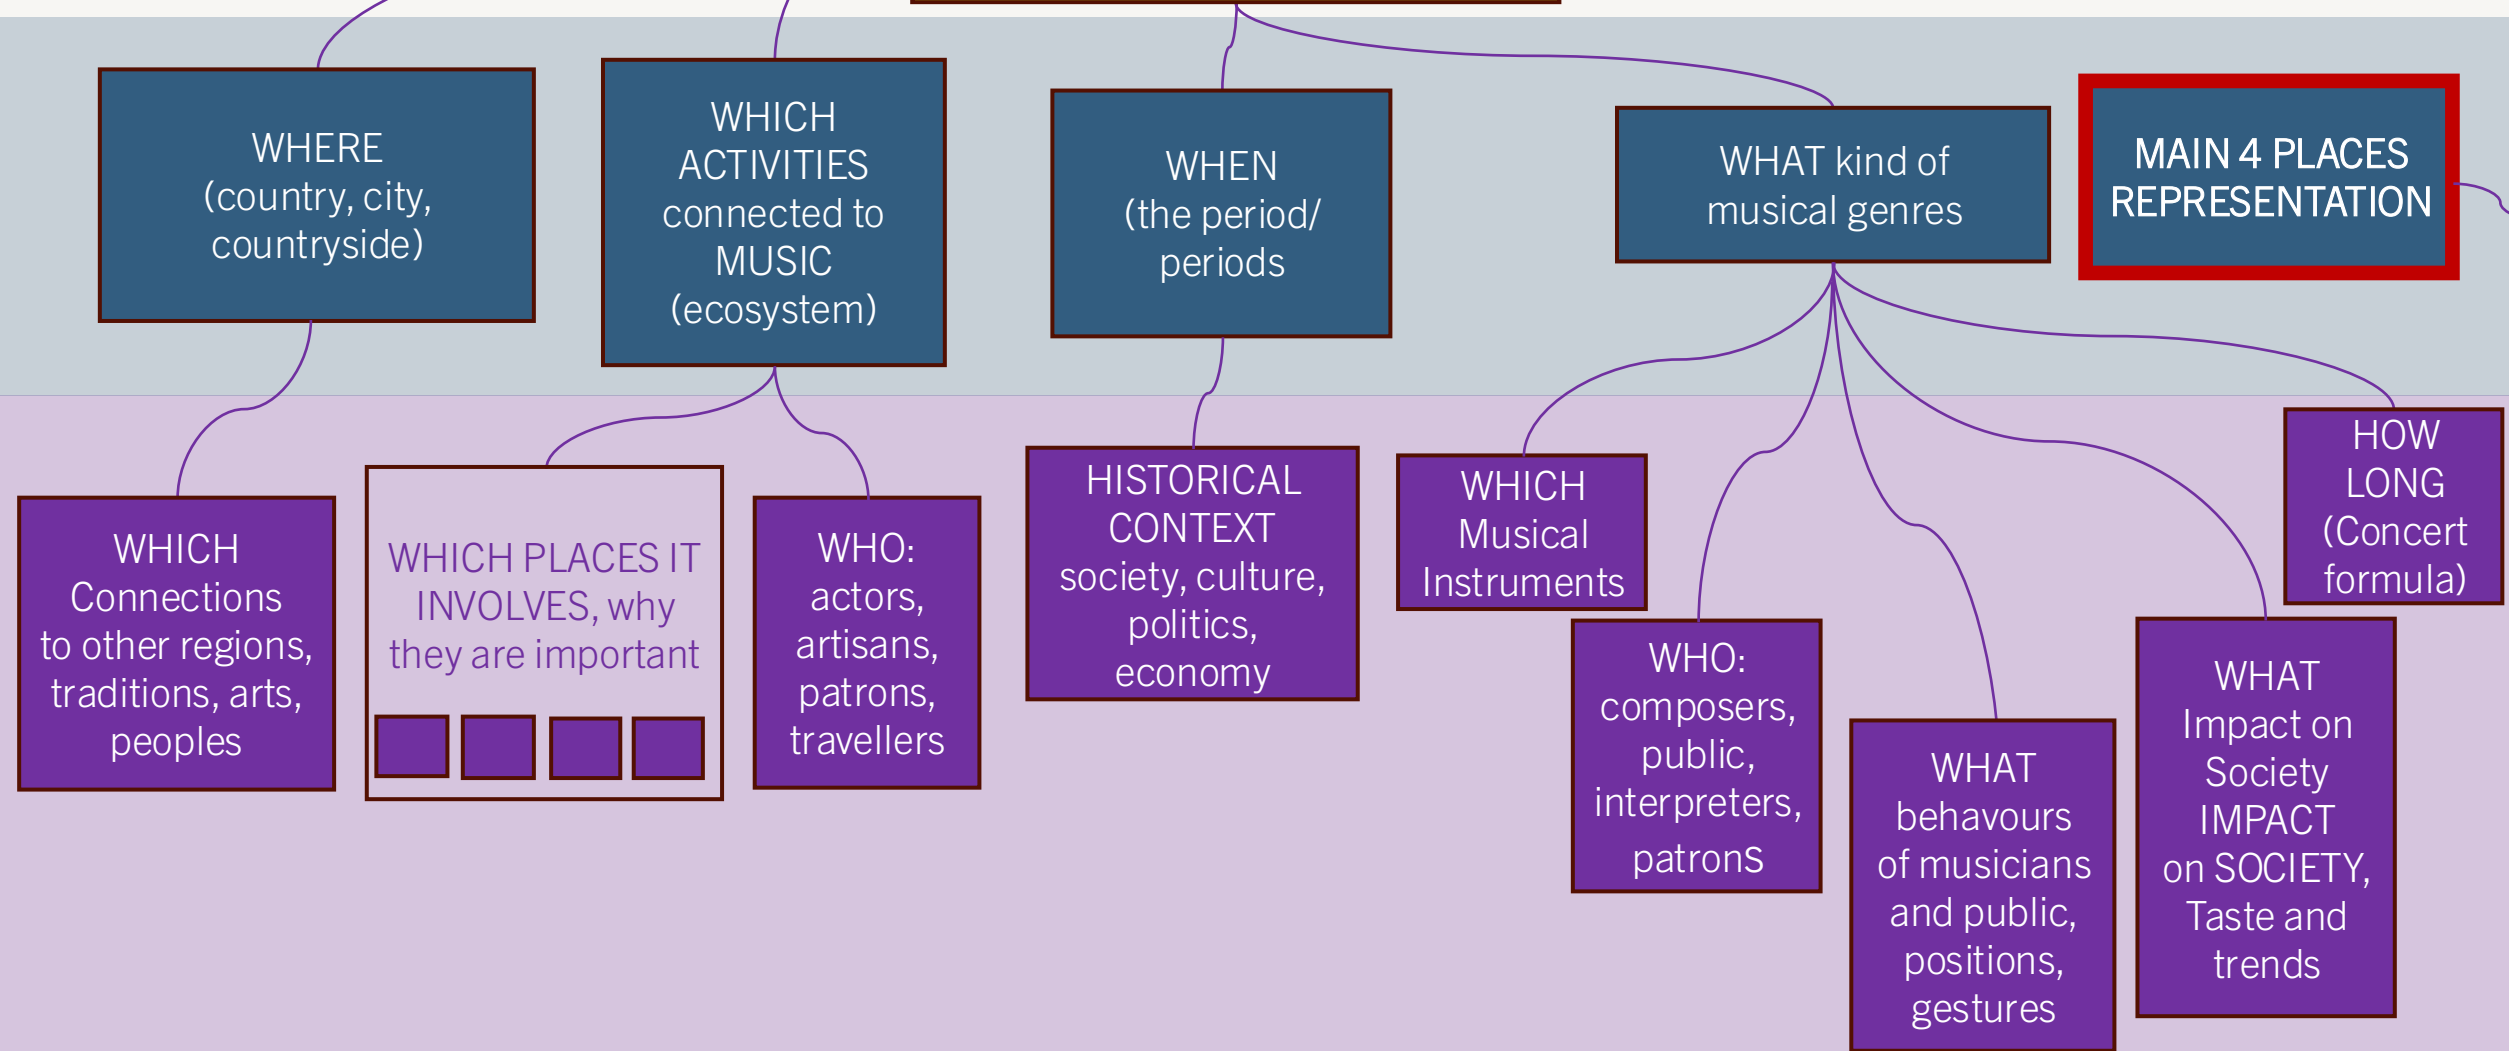 WHERE
(country, city,
countryside)
WHICH
ACTIVITIES
connected to
MUSIC
(ecosystem)
WHEN
(the period/
periods
WHAT kind of
musical genres
MAIN 4 PLACES
REPRESENTATION
WHICH
Connections
to other regions,
traditions, arts,
peoples
WHICH PLACES IT
INVOLVES, why
they are important
WHO:
actors,
artisans,
patrons,
travellers
HISTORICAL
CONTEXT
society, culture,
politics,
economy
WHICH
Musical
Instruments
WHO:
composers,
public,
interpreters,
patrons
WHAT
behavours
of musicians
and public,
positions,
gestures
WHAT
Impact on
Society
IMPACT
on SOCIETY,
Taste and
trends
HOW
LONG
(Concert
formula)